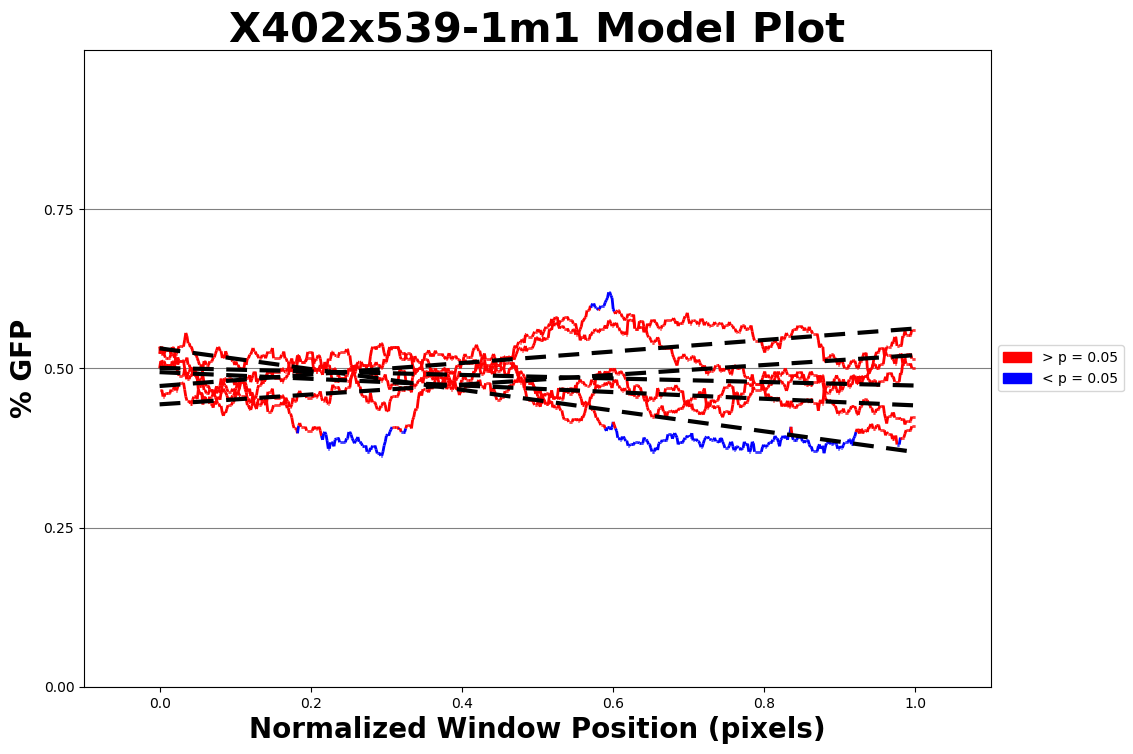 X402x539-1m1 Model Plot
% GFP
0.75
0.50
0.25
0.00
0.0 0.2 0.4 0.6 0.8 1.0
Normalized Window Position (pixels)
> p = 0.05
< p = 0.05